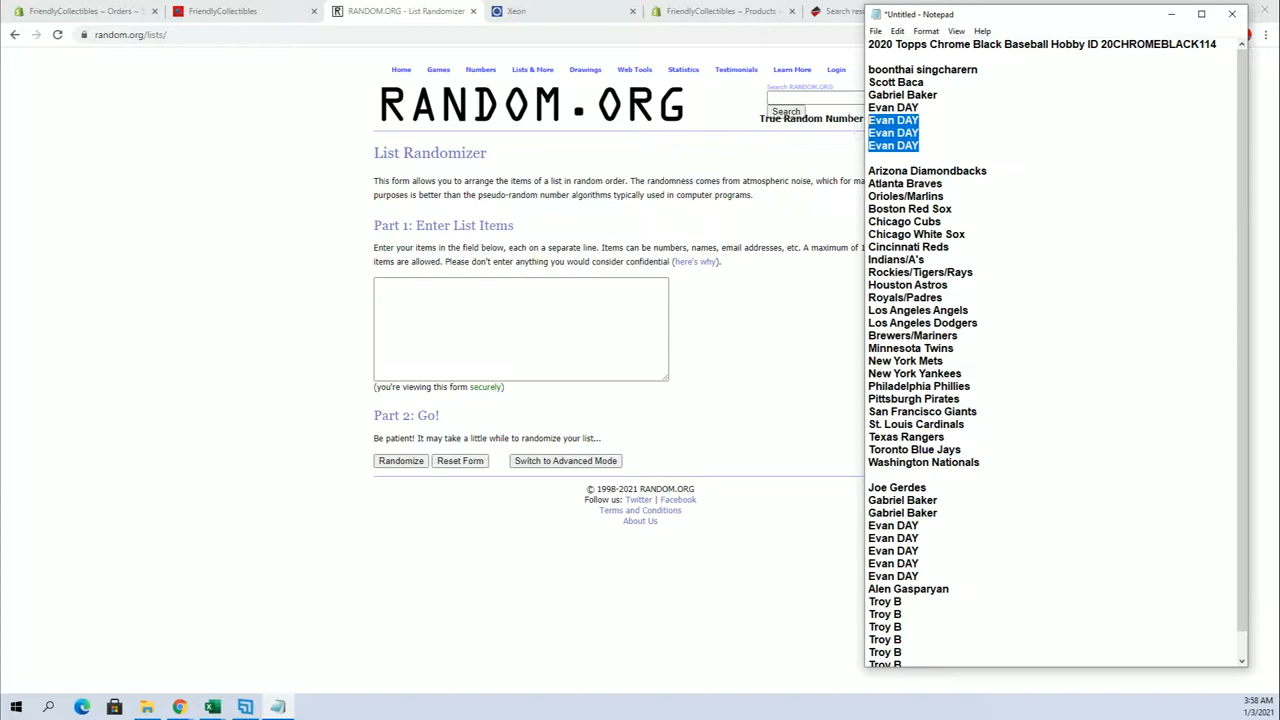 FriendlyCollectibles – Orders –
FriendlyCollectibles
RANDOM.ORG - List Randomizer
Xeon
FriendlyCollectibles – Products –
Search res
random.org/lists/
Home Games Numbers Lists & More Drawings Web Tools Statistics Testimonials Learn More Login
Search RANDOM.ORG
Search
RANDOM.ORG
True Random Number
List Randomizer
This form allows you to arrange the items of a list in random order. The randomness comes from atmospheric noise, which for ma
purposes is better than the pseudo-random number algorithms typically used in computer programs.
Part 1: Enter List Items
Enter your items in the field below, each on a separate line. Items can be numbers, names, email addresses, etc. A maximum of 1
items are allowed. Please don't enter anything you would consider confidential (here's why).
(you're viewing this form securely)
Part 2: Go!
Be patient! It may take a little while to randomize your list...
Randomize Reset Form Switch to Advanced Mode
© 1998-2021 RANDOM.ORG
Follow us: Twitter | Facebook
Terms and Conditions
About Us
*Untitled - Notepad
File Edit Format View Help
2020 Topps Chrome Black Baseball Hobby ID 20CHROMEBLACK114
boonthai singcharern
Scott Baca
Gabriel Baker
Evan DAY
Evan DAY
Evan DAY
Evan DAY
Arizona Diamondbacks
Atlanta Braves
Orioles/Marlins
Boston Red Sox
Chicago Cubs
Chicago White Sox
Cincinnati Reds
Indians/A's
Rockies/Tigers/Rays
Houston Astros
Royals/Padres
Los Angeles Angels
Los Angeles Dodgers
Brewers/Mariners
Minnesota Twins
New York Mets
New York Yankees
Philadelphia Phillies
Pittsburgh Pirates
San Francisco Giants
St. Louis Cardinals
Texas Rangers
Toronto Blue Jays
Washington Nationals
Joe Gerdes
Gabriel Baker
Gabriel Baker
Evan DAY
Evan DAY
Evan DAY
Evan DAY
Evan DAY
Alen Gasparyan
Troy B
Troy B
Troy B
Troy B
Troy B
Troy B
3:58 AM
1/3/2021